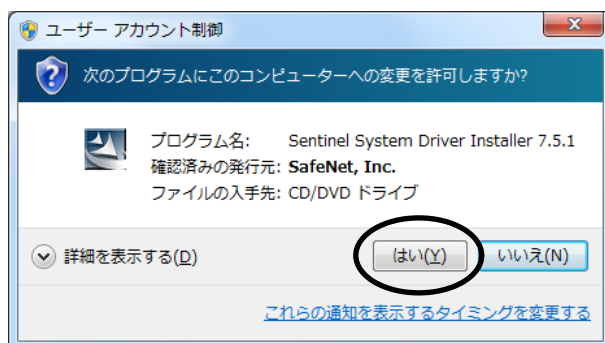 ユーザー アカウント制御
次のプログラムにこのコンピューターへの変更を許可しますか?
プログラム名: Sentinel System Driver Installer 7.5.1
確認済みの発行元: SafeNet, Inc.
ファイルの入手先: CD/DVD ドライブ
詳細を表示する(D) はい(Y) いいえ(N)
これらの通知を表示するタイミングを変更する